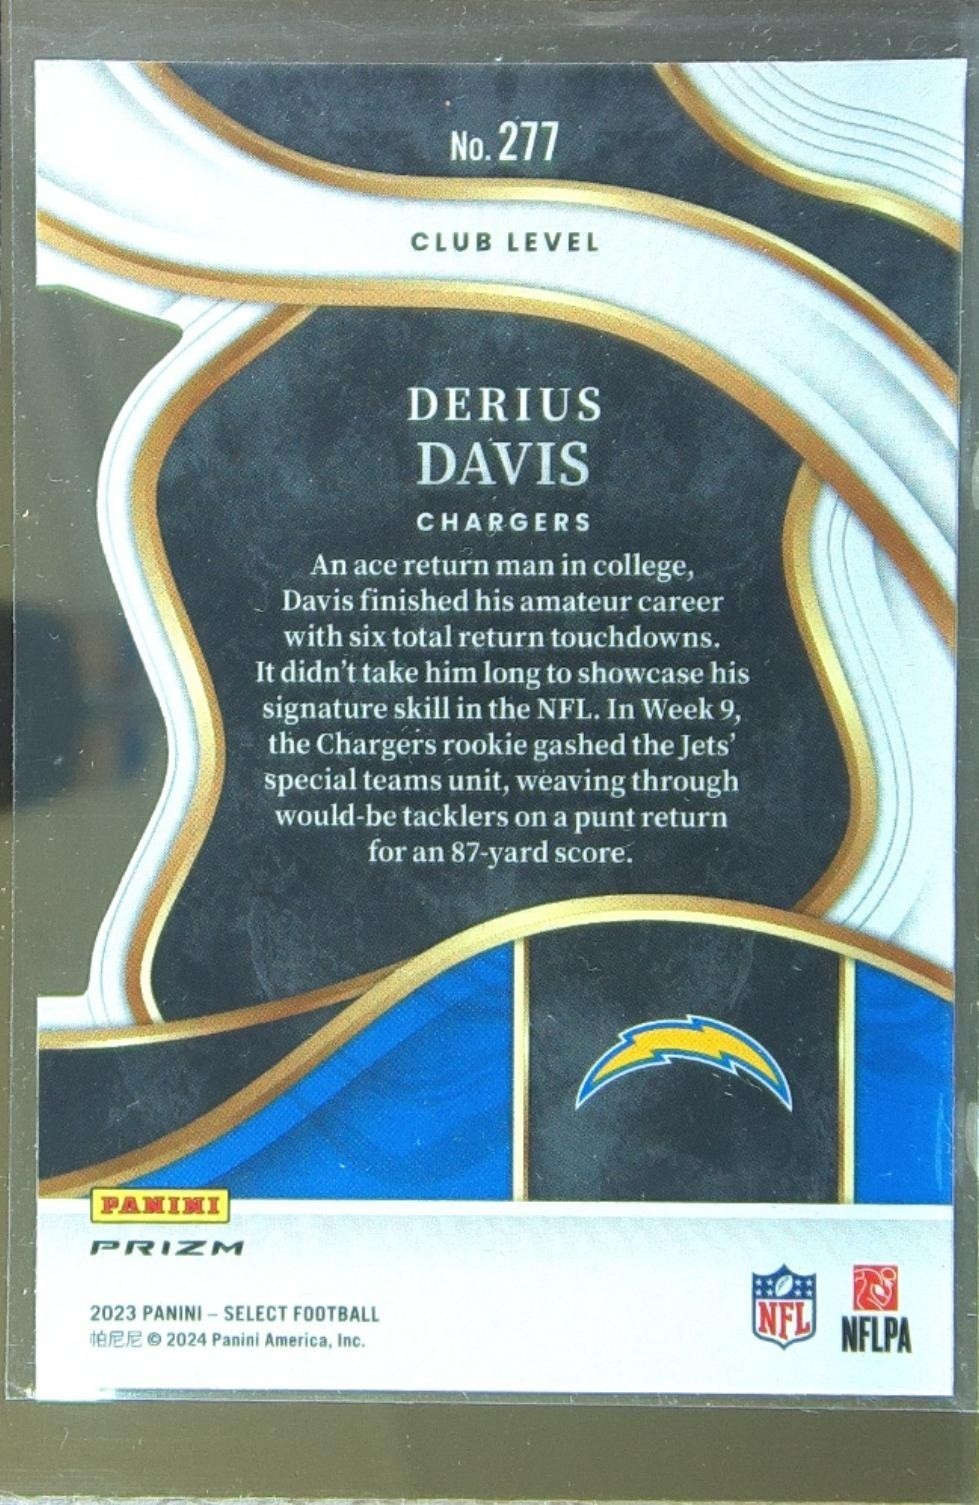 No. 277
CLUB LEVEL
DERIUS
DAVIS
CHARGERS
An ace return man in college,
Davis finished his amateur career
with six total return touchdowns.
It didn't take him long to showcase his
signature skill in the NFL. In Week 9,
the Chargers rookie gashed the Jets'
special teams unit, weaving through
would-be tacklers on a punt return
for an 87-yard score.
PANINI
PRIZM
2023 PANINI – SELECT FOOTBALL
帕尼尼 © 2024 Panini America, Inc.
NFL
NFLPA